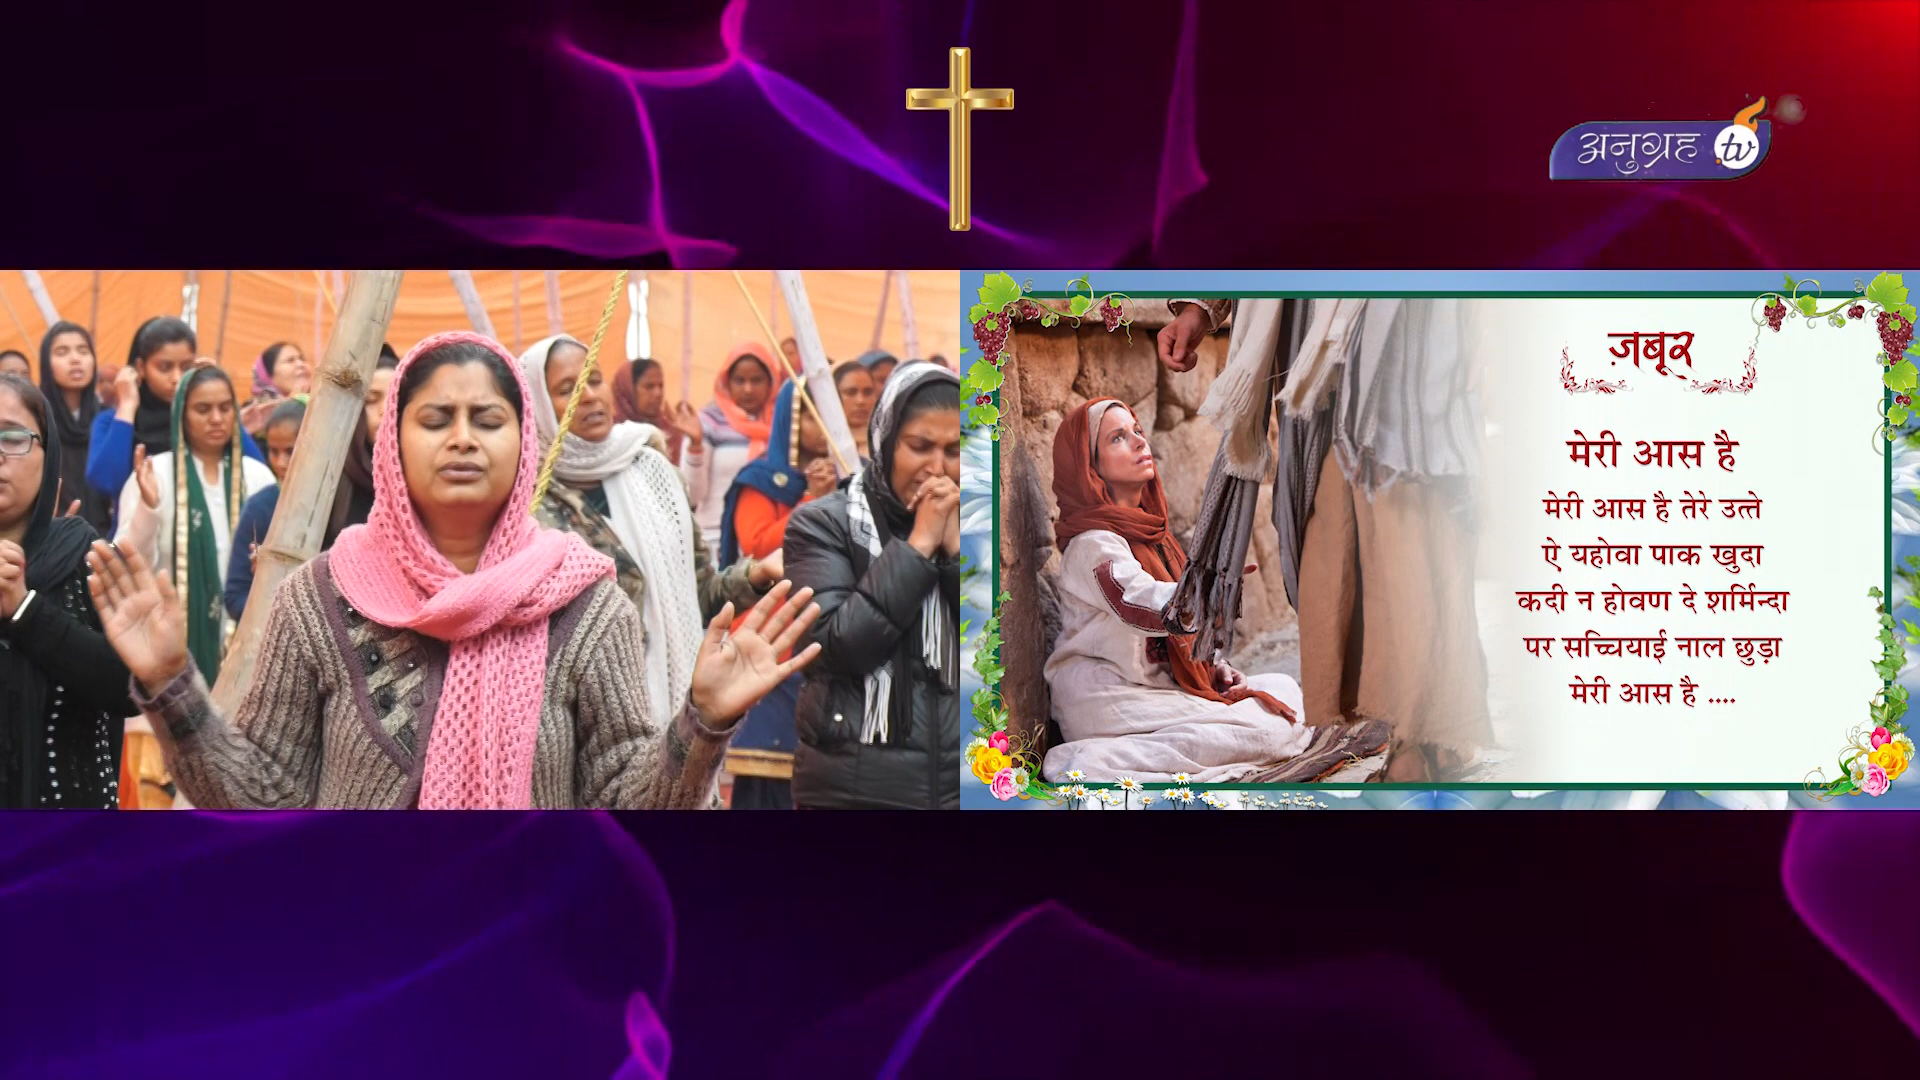 अनुग्रह tv
ज़बूर
मेरी आस है
मेरी आस है तेरे उत्ते
ऐ यहोवा पाक खुदा
कदी न होवण दे शर्मिन्दा
पर सच्चियाई नाल छुड़ा
मेरी आस है ....